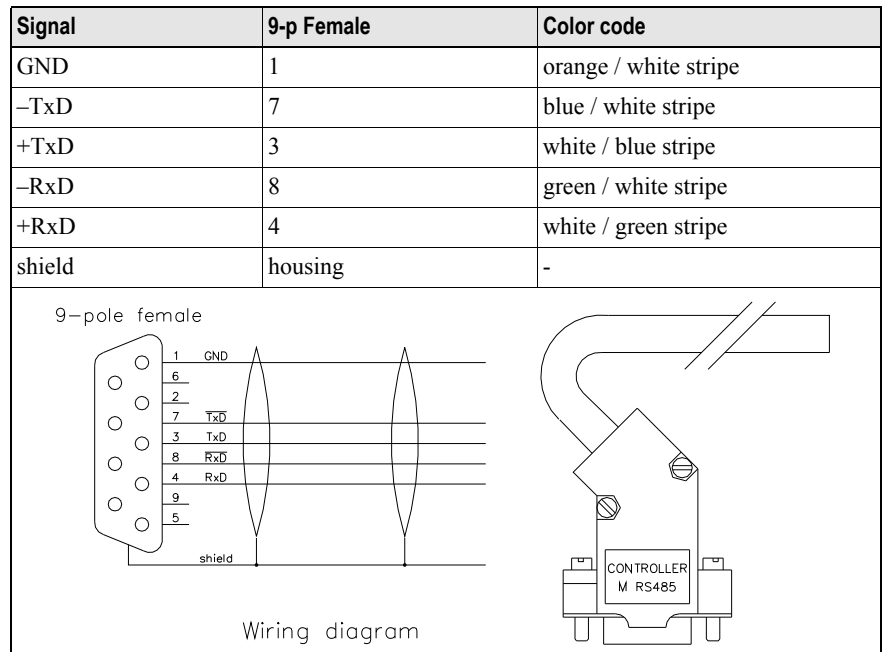 Signal 9-p Female Color code
GND 1 orange / white stripe
–TxD 7 blue / white stripe
+TxD 3 white / blue stripe
–RxD 8 green / white stripe
+RxD 4 white / green stripe
shield housing -
9-pole female
1 GND
6
2
7 T̅x̅D̅
3 TxD
8 R̅x̅D̅
4 RxD
9
5
shield
CONTROLLER
M RS485
Wiring diagram